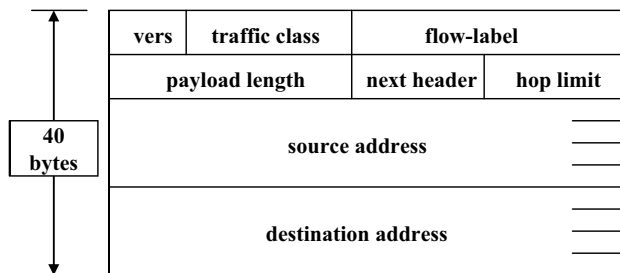 vers traffic class flow-label
payload length next header hop limit
40
bytes
source address
destination address